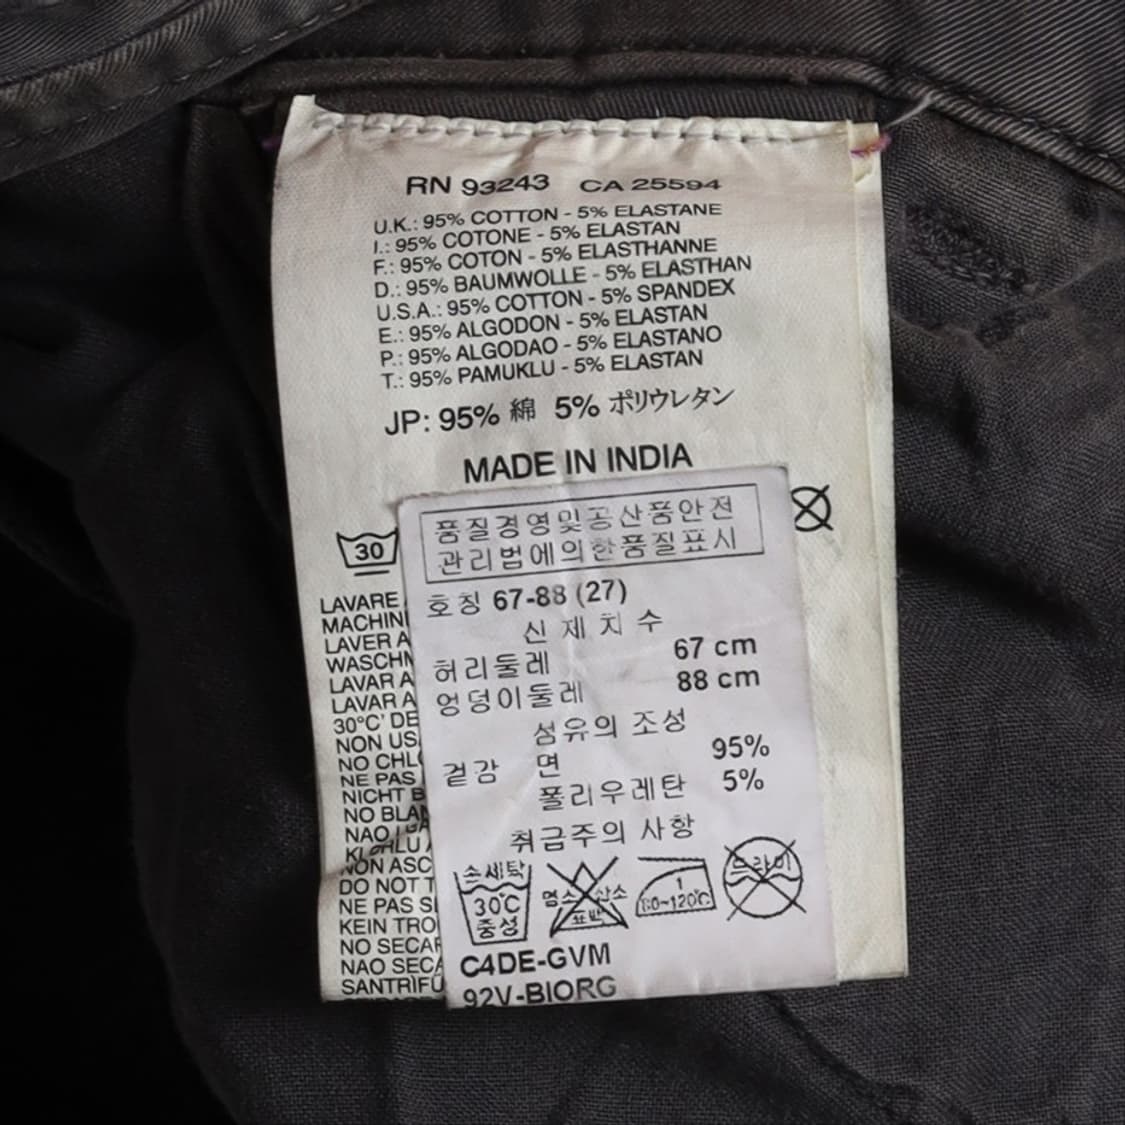 RN 93243 CA 25594
U.K.: 95% COTTON - 5% ELASTANE
I.: 95% COTONE - 5% ELASTAN
F.: 95% COTON - 5% ELASTHANNE
D.: 95% BAUMWOLLE - 5% ELASTHAN
U.S.A.: 95% COTTON - 5% SPANDEX
E.: 95% ALGODON - 5% ELASTAN
P.: 95% ALGODAO - 5% ELASTANO
T.: 95% PAMUKLU - 5% ELASTAN
JP: 95% 綿 5% ポリウレタン
MADE IN INDIA
30
LAVARE
MACHIN
LAVER A
WASCHM
LAVAR A
LAVAR A
30°C' DE
NON US
NO CHL
NE PAS
NICHT B
NO BLAN
NAO
NON ASC
DO NOT T
NE PAS S
KEIN TRO
NO SECAR
NAO SECA
SANTRİFÜ
품질경영및공산품안전
관리법에의한품질표시
호칭 67-88 (27)
신 제 치 수
허리둘레 67 cm
엉덩이둘레 88 cm
섬유의 조성
겉감 면 95%
폴리우레탄 5%
취급주의 사항
손세탁
30℃
중성
염소 산소
표백
1
80~120℃
드라이
C4DE-GVM
92V-BIORG